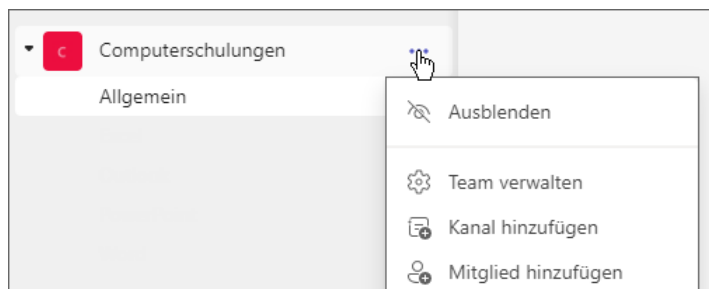 C Computerschulungen ...
Allgemein
Ausblenden
Team verwalten
Kanal hinzufügen
Mitglied hinzufügen